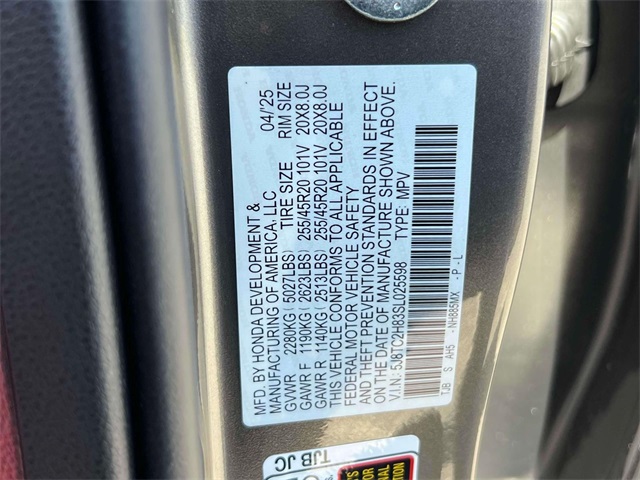 MFD. BY HONDA DEVELOPMENT & 04/'25
MANUFACTURING OF AMERICA, LLC
GVWR 2280KG ( 5027LBS) TIRE SIZE RIM SIZE
GAWR F 1190KG ( 2623LBS) 255/45R20 101V 20X8.0J
GAWR R 1140KG ( 2513LBS) 255/45R20 101V 20X8.0J
THIS VEHICLE CONFORMS TO ALL APPLICABLE
FEDERAL MOTOR VEHICLE SAFETY
AND THEFT PREVENTION STANDARDS IN EFFECT
ON THE DATE OF MANUFACTURE SHOWN ABOVE.
V.I.N.: 5J8TC2H83SL025598 TYPE: MPV
TJB S AH5 NH885MX - P - L
TJB JC